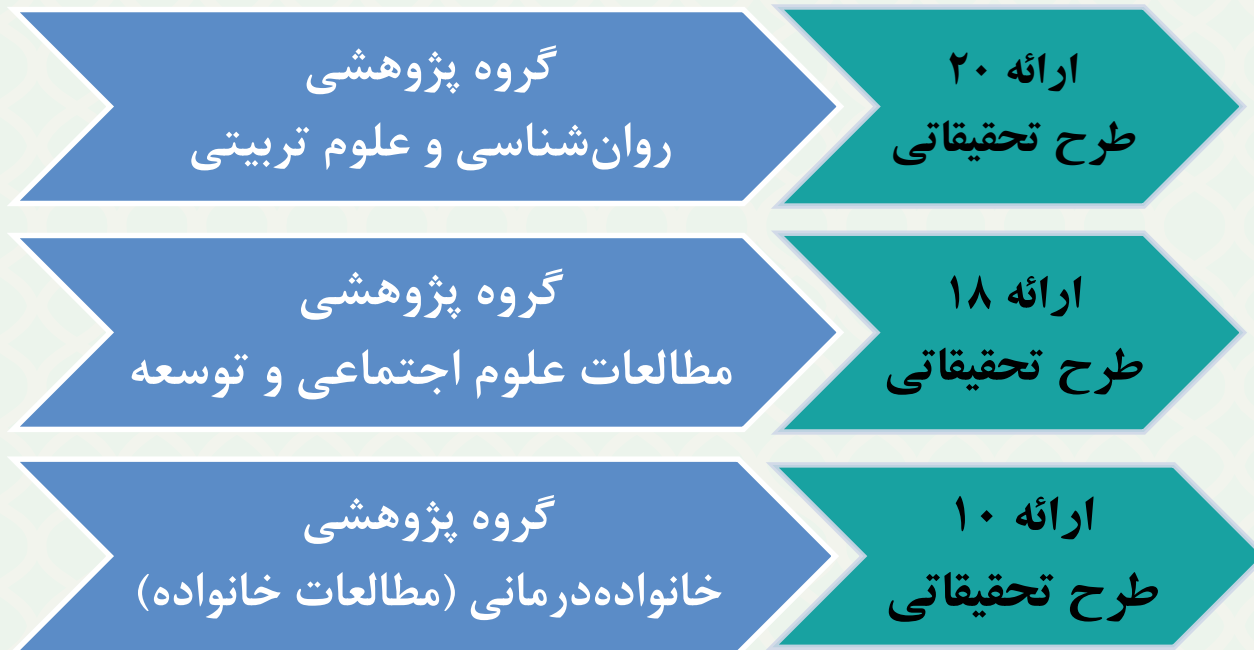 گروه پژوهشی
روان‌شناسی و علوم تربیتی
ارائه ۲۰
طرح تحقیقاتی
گروه پژوهشی
مطالعات علوم اجتماعی و توسعه
ارائه ۱۸
طرح تحقیقاتی
گروه پژوهشی
خانواده‌درمانی (مطالعات خانواده)
ارائه ۱۰
طرح تحقیقاتی